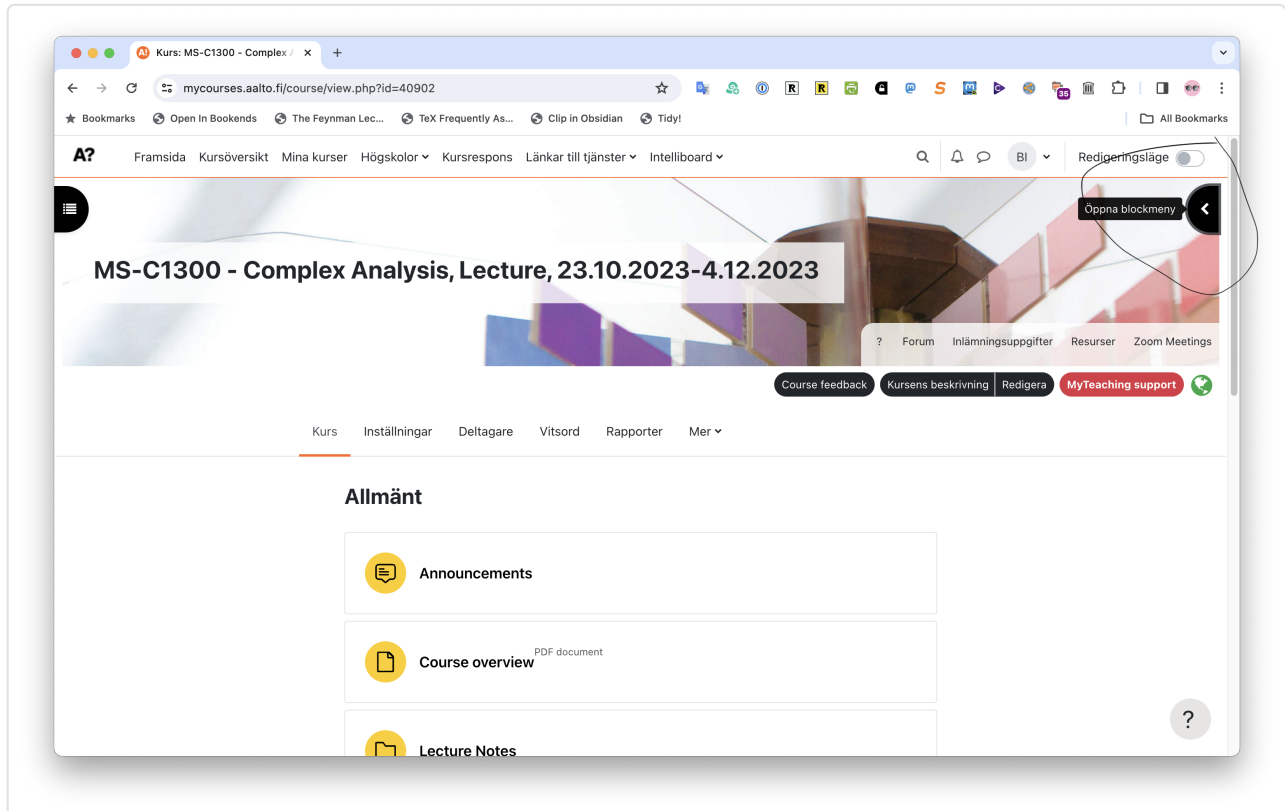 Kurs: MS-C1300 - Complex A
mycourses.aalto.fi/course/view.php?id=40902
35
Bookmarks Open In Bookends The Feynman Lec... TeX Frequently As... Clip in Obsidian Tidy! All Bookmarks
A? Framsida Kursöversikt Mina kurser Högskolor Kursrespons Länkar till tjänster Intelliboard BI Redigeringsläge
Öppna blockmeny
MS-C1300 - Complex Analysis, Lecture, 23.10.2023-4.12.2023
? Forum Inlämningsuppgifter Resurser Zoom Meetings
Course feedback Kursens beskrivning Redigera MyTeaching support
Kurs Inställningar Deltagare Vitsord Rapporter Mer
Allmänt
Announcements
Course overview PDF document
Lecture Notes
?